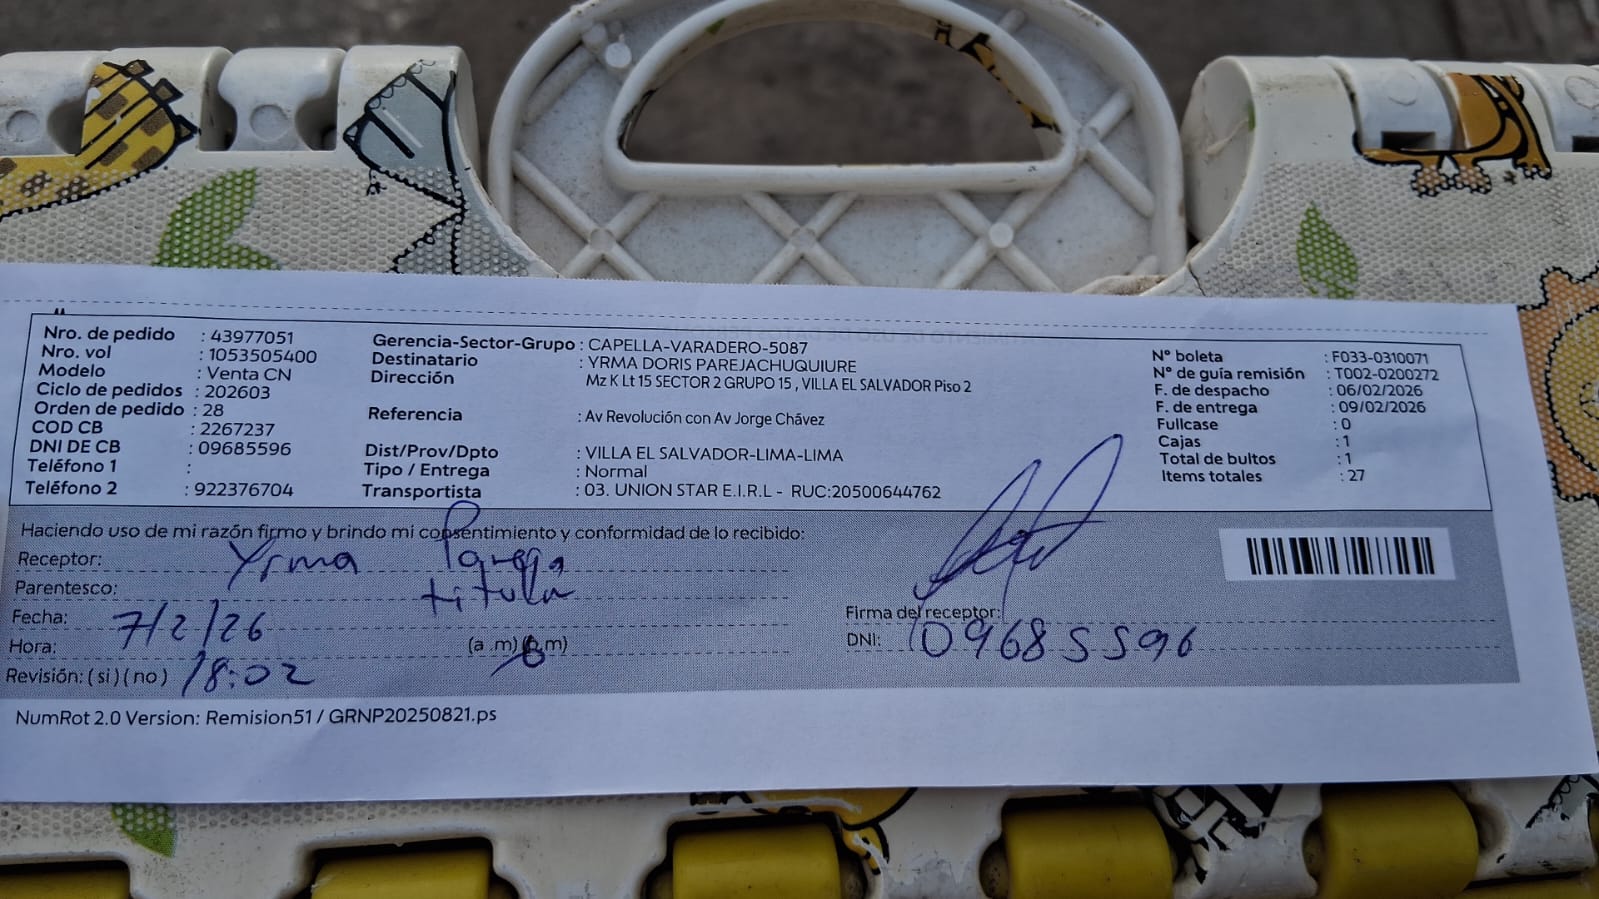 Nro. de pedido : 43977051
Nro. vol : 1053505400
Modelo : Venta CN
Ciclo de pedidos : 202603
Orden de pedido : 28
COD CB : 2267237
DNI DE CB : 09685596
Teléfono 1 :
Teléfono 2 : 922376704
Gerencia-Sector-Grupo : CAPELLA-VARADERO-5087
Destinatario : YRMA DORIS PAREJACHUQUIURE
Dirección Mz K Lt 15 SECTOR 2 GRUPO 15 , VILLA EL SALVADOR Piso 2
Referencia : Av Revolución con Av Jorge Chávez
Dist/Prov/Dpto : VILLA EL SALVADOR-LIMA-LIMA
Tipo / Entrega : Normal
Transportista : 03. UNION STAR E.I.R.L - RUC:20500644762
N° boleta : F033-0310071
N° de guía remisión : T002-0200272
F. de despacho : 06/02/2026
F. de entrega : 09/02/2026
Fullcase : 0
Cajas : 1
Total de bultos : 1
Items totales : 27
Haciendo uso de mi razón firmo y brindo mi consentimiento y conformidad de lo recibido:
Receptor: Yrma Pareja
Parentesco: titular
Fecha: 7/2/26
Hora: (a .m) (p.m)
Revisión: ( si ) ( no ) 18:02
Firma del receptor:
DNI: 09685596
NumRot 2.0 Version: Remision51 / GRNP20250821.ps